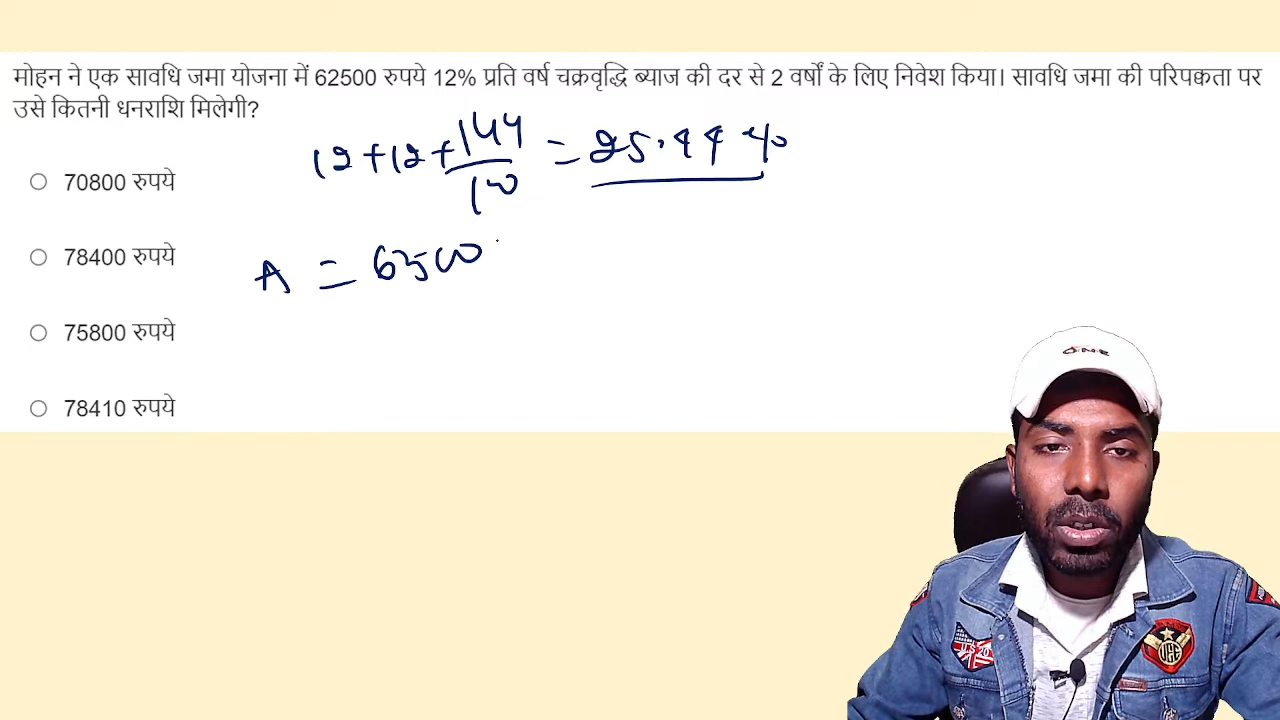 मोहन ने एक सावधि जमा योजना में 62500 रुपये 12% प्रति वर्ष चक्रवृद्धि ब्याज की दर से 2 वर्षों के लिए निवेश किया। सावधि जमा की परिपक्वता पर
उसे कितनी धनराशि मिलेगी?
12+12+144/100 = 25.44 %
70800 रुपये
78400 रुपये
A = 62500
75800 रुपये
78410 रुपये
ONE